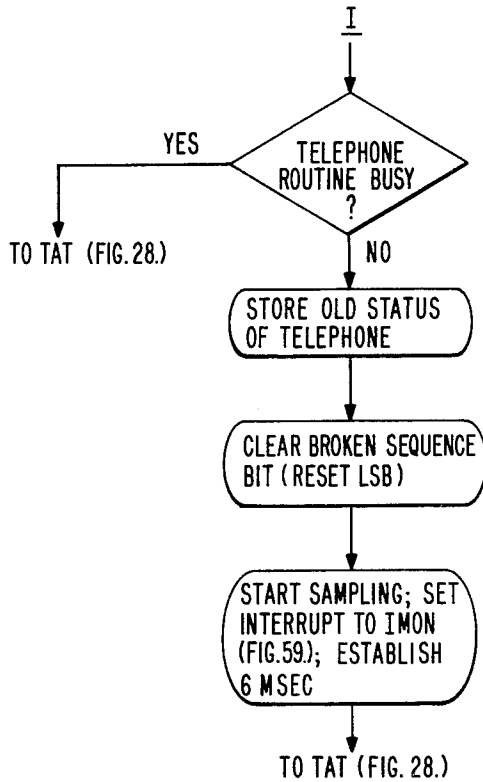 I
YES
TELEPHONE
ROUTINE BUSY
?
TO TAT (FIG. 28.)
NO
STORE OLD STATUS
OF TELEPHONE
CLEAR BROKEN SEQUENCE
BIT (RESET LSB)
START SAMPLING; SET
INTERRUPT TO IMON
(FIG.59.); ESTABLISH
6 MSEC
TO TAT (FIG. 28.)